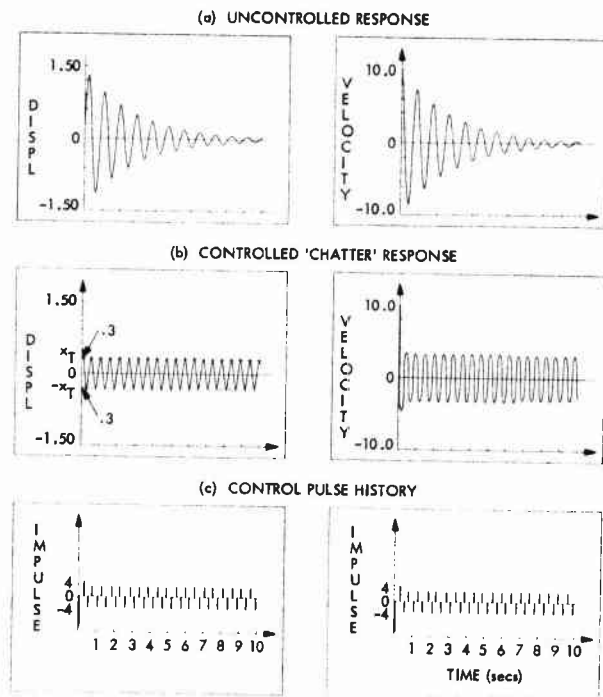 (a) UNCONTROLLED RESPONSE
DISPL
1.50
0
-1.50
VELOCITY
10.0
0
-10.0
(b) CONTROLLED 'CHATTER' RESPONSE
DISPL
1.50
xT
0
-xT
-1.50
.3
.3
VELOCITY
10.0
0
-10.0
(c) CONTROL PULSE HISTORY
IMPULSE
4
0
-4
1 2 3 4 5 6 7 8 9 10
IMPULSE
4
0
-4
1 2 3 4 5 6 7 8 9 10
TIME (secs)